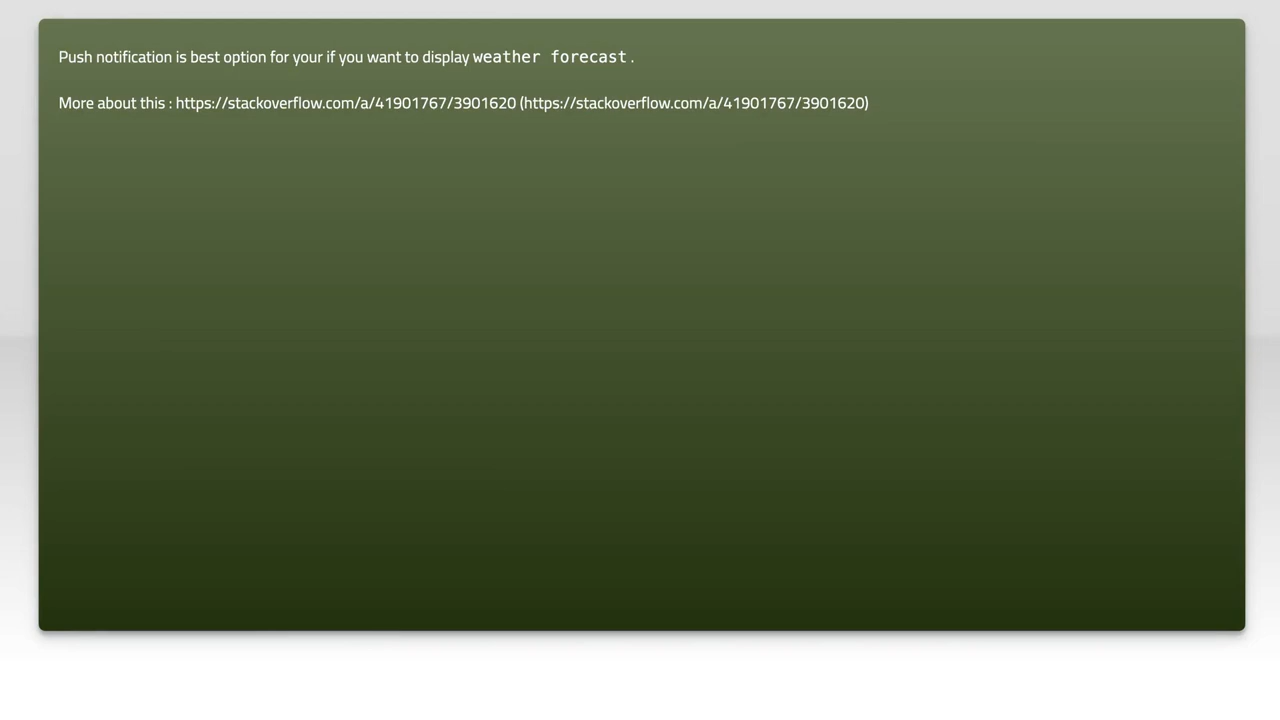 Push notification is best option for your if you want to display weather forecast .
More about this : https://stackoverflow.com/a/41901767/3901620 (https://stackoverflow.com/a/41901767/3901620)